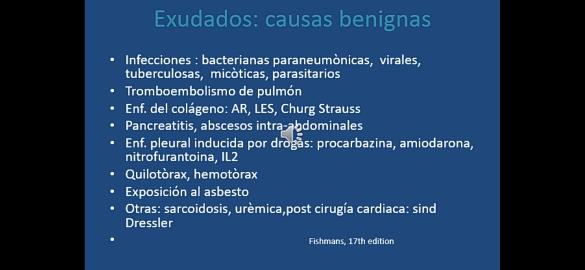 Exudados: causas benignas
• Infecciones : bacterianas paraneumònicas, virales,
tuberculosas, micòticas, parasitarios
• Tromboembolismo de pulmón
• Enf. del colágeno: AR, LES, Churg Strauss
• Pancreatitis, abscesos intra-abdominales
• Enf. pleural inducida por drogas: procarbazina, amiodarona,
nitrofurantoina, IL2
• Quilotòrax, hemotòrax
• Exposición al asbesto
• Otras: sarcoidosis, urèmica,post cirugía cardiaca: sind
Dressler
• Fishmans, 17th edition